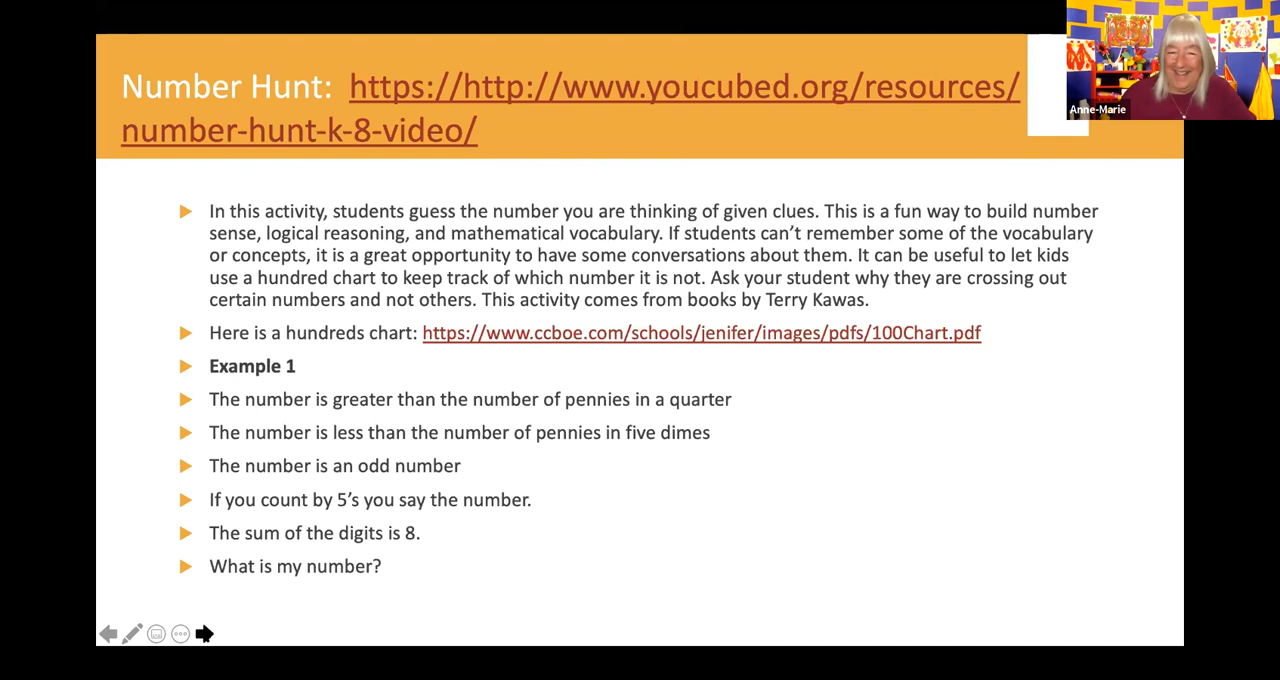 Number Hunt: https://http://www.youcubed.org/resources/
number-hunt-k-8-video/
Anne-Marie
In this activity, students guess the number you are thinking of given clues. This is a fun way to build number
sense, logical reasoning, and mathematical vocabulary. If students can’t remember some of the vocabulary
or concepts, it is a great opportunity to have some conversations about them. It can be useful to let kids
use a hundred chart to keep track of which number it is not. Ask your student why they are crossing out
certain numbers and not others. This activity comes from books by Terry Kawas.
Here is a hundreds chart: https://www.ccboe.com/schools/jenifer/images/pdfs/100Chart.pdf
Example 1
The number is greater than the number of pennies in a quarter
The number is less than the number of pennies in five dimes
The number is an odd number
If you count by 5’s you say the number.
The sum of the digits is 8.
What is my number?